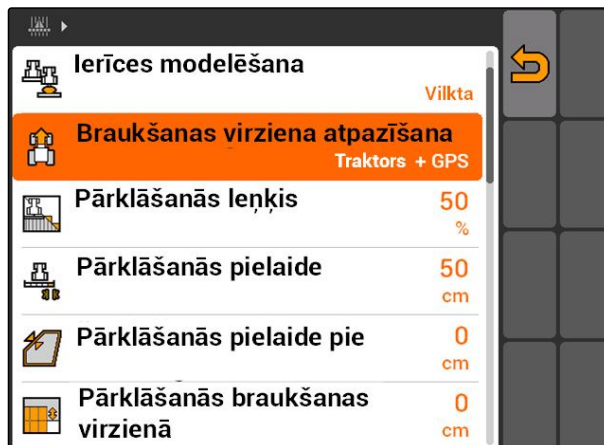 Ierīces modelēšana
Vilkta
Braukšanas virziena atpazīšana
Traktors + GPS
Pārklāšanās leņķis
50
%
Pārklāšanās pielaide
50
cm
Pārklāšanās pielaide pie
0
cm
Pārklāšanās braukšanas
virzienā
0
cm